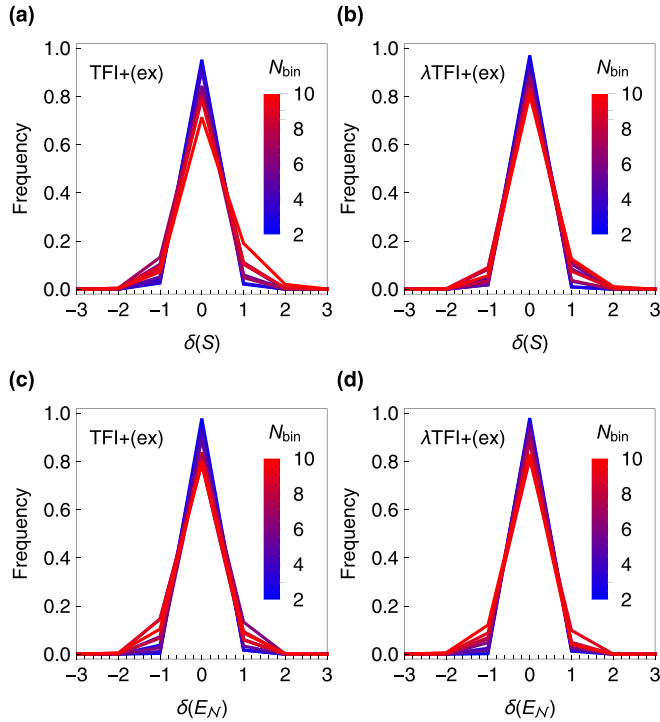 (a)
TFI+(ex)
N_bin
10
8
6
4
2
Frequency
1.0
0.8
0.6
0.4
0.2
0.0
−3 −2 −1 0 1 2 3
δ(S)
(b)
λTFI+(ex)
N_bin
10
8
6
4
2
Frequency
1.0
0.8
0.6
0.4
0.2
0.0
−3 −2 −1 0 1 2 3
δ(S)
(c)
TFI+(ex)
N_bin
10
8
6
4
2
Frequency
1.0
0.8
0.6
0.4
0.2
0.0
−3 −2 −1 0 1 2 3
δ(E_𝒩)
(d)
λTFI+(ex)
N_bin
10
8
6
4
2
Frequency
1.0
0.8
0.6
0.4
0.2
0.0
−3 −2 −1 0 1 2 3
δ(E_𝒩)